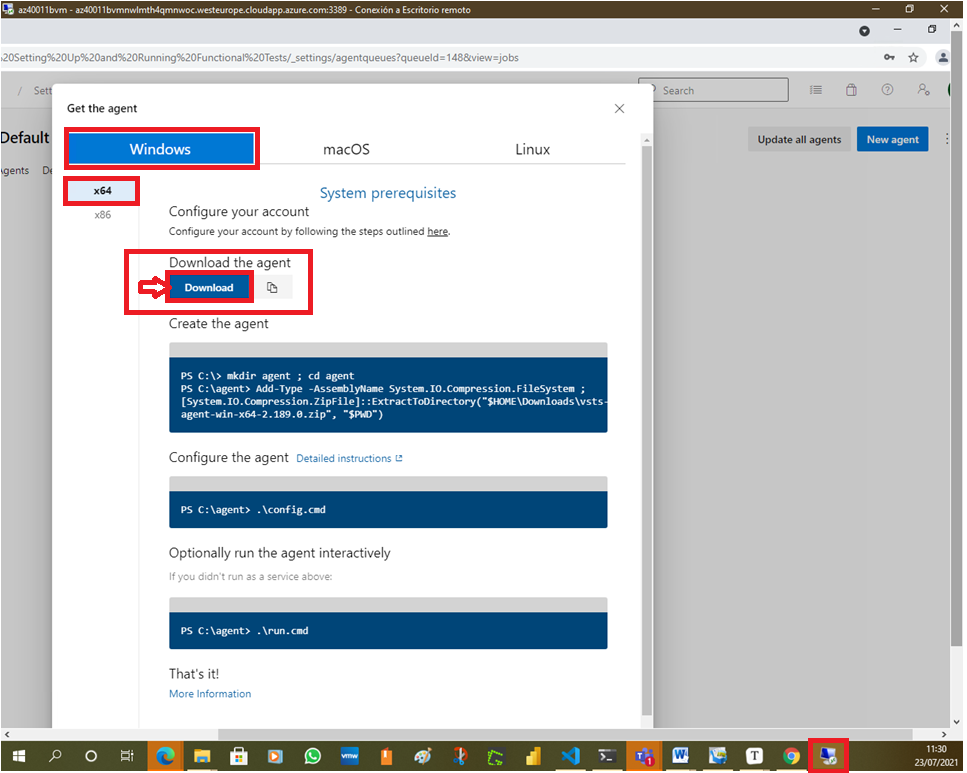 az40011bvm - az40011bvmnwlmth4qmnwoc.westeurope.cloudapp.azure.com:3389 - Conexión a Escritorio remoto
20Setting%20Up%20and%20Running%20Functional%20Tests/_settings/agentqueues?queueId=148&view=jobs
/ Sett
Search
Get the agent
Default
Update all agents
New agent
Windows
macOS
Linux
Agents
De
x64
x86
System prerequisites
Configure your account
Configure your account by following the steps outlined here.
Download the agent
Download
Create the agent
PS C:\> mkdir agent ; cd agent
PS C:\agent> Add-Type -AssemblyName System.IO.Compression.FileSystem ;
[System.IO.Compression.ZipFile]::ExtractToDirectory("$HOME\Downloads\vsts-
agent-win-x64-2.189.0.zip", "$PWD")
Configure the agent Detailed instructions
PS C:\agent> .\config.cmd
Optionally run the agent interactively
If you didn't run as a service above:
PS C:\agent> .\run.cmd
That's it!
More Information
vmw
1
W
T
11:30
23/07/2021